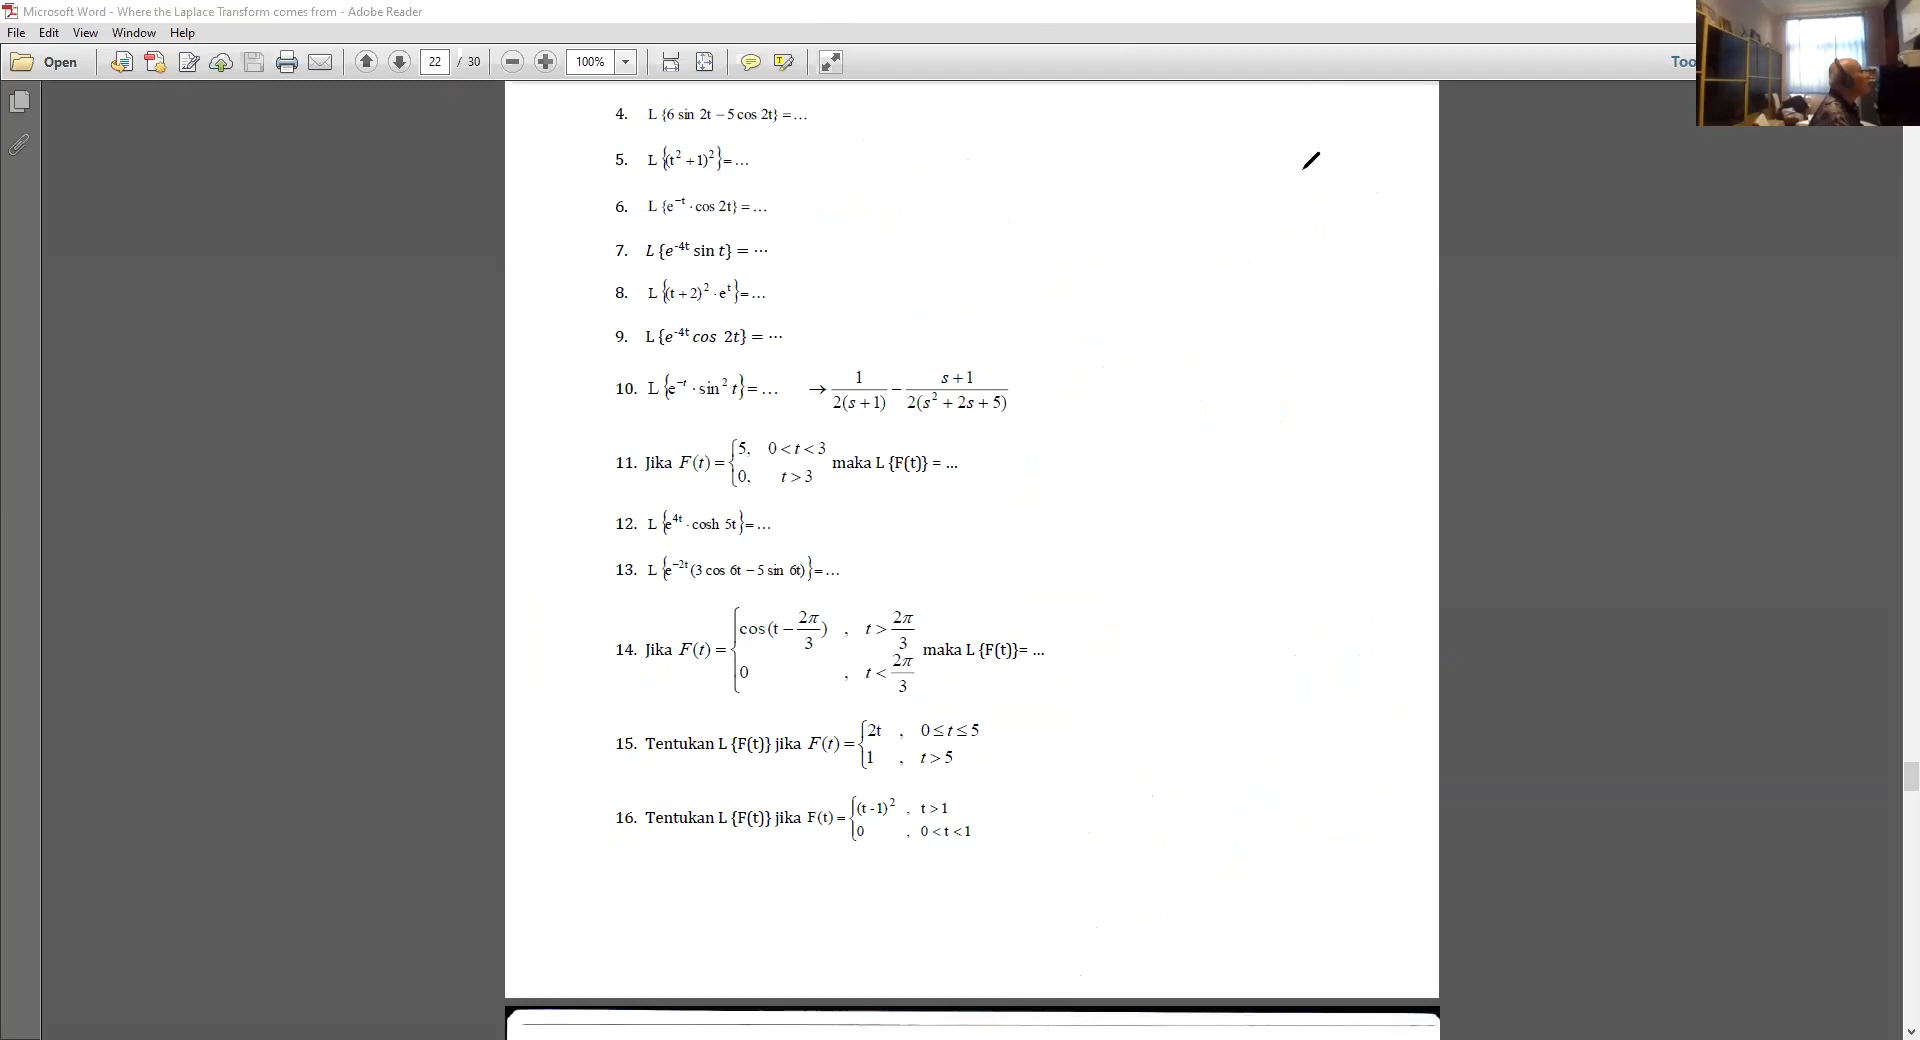 Microsoft Word - Where the Laplace Transform comes from - Adobe Reader
File Edit View Window Help
Open 22 / 30 100% Too
4. L {6 sin 2t − 5 cos 2t} = …
5. L {(t² + 1)²} = …
6. L {e⁻ᵗ · cos 2t} = …
7. L {e⁻⁴ᵗ sin t} = ⋯
8. L {(t + 2)² · eᵗ} = …
9. L {e⁻⁴ᵗ cos 2t} = ⋯
10. L {e⁻ᵗ · sin² t} = … → 1/2(s+1) − s+1/2(s² + 2s + 5)
11. Jika F(t) = {5, 0 < t < 3
0, t > 3 maka L {F(t)} = ...
12. L {e⁴ᵗ · cosh 5t} = …
13. L {e⁻²ᵗ (3 cos 6t − 5 sin 6t)} = …
14. Jika F(t) = {cos (t − 2π/3) , t > 2π/3
0 , t < 2π/3 maka L {F(t)}= ...
15. Tentukan L {F(t)} jika F(t) = {2t , 0 ≤ t ≤ 5
1 , t > 5
16. Tentukan L {F(t)} jika F(t) = {(t -1)² , t > 1
0 , 0 < t < 1